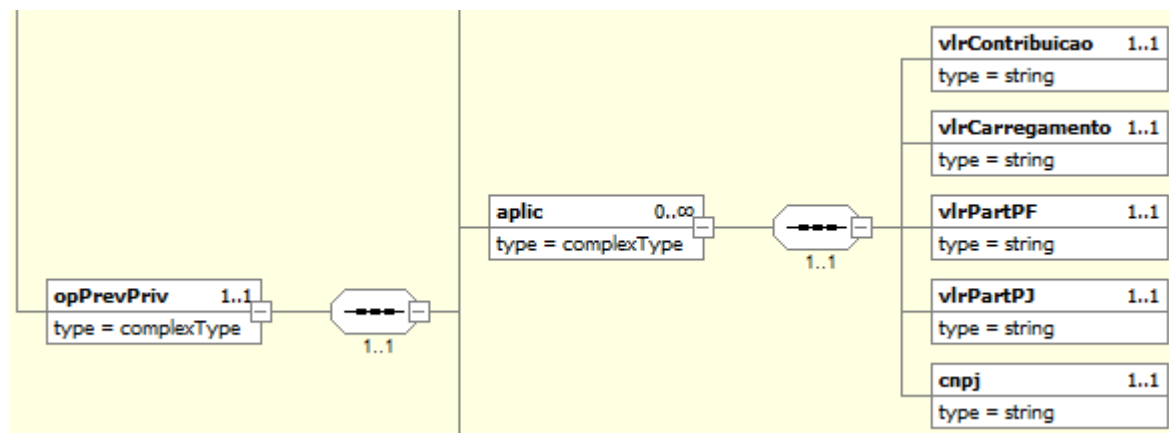 vlrContribuicao 1..1
type = string
vlrCarregamento 1..1
type = string
aplic 0..∞
type = complexType
1..1
vlrPartPF 1..1
type = string
opPrevPriv 1..1
type = complexType
1..1
vlrPartPJ 1..1
type = string
cnpj 1..1
type = string